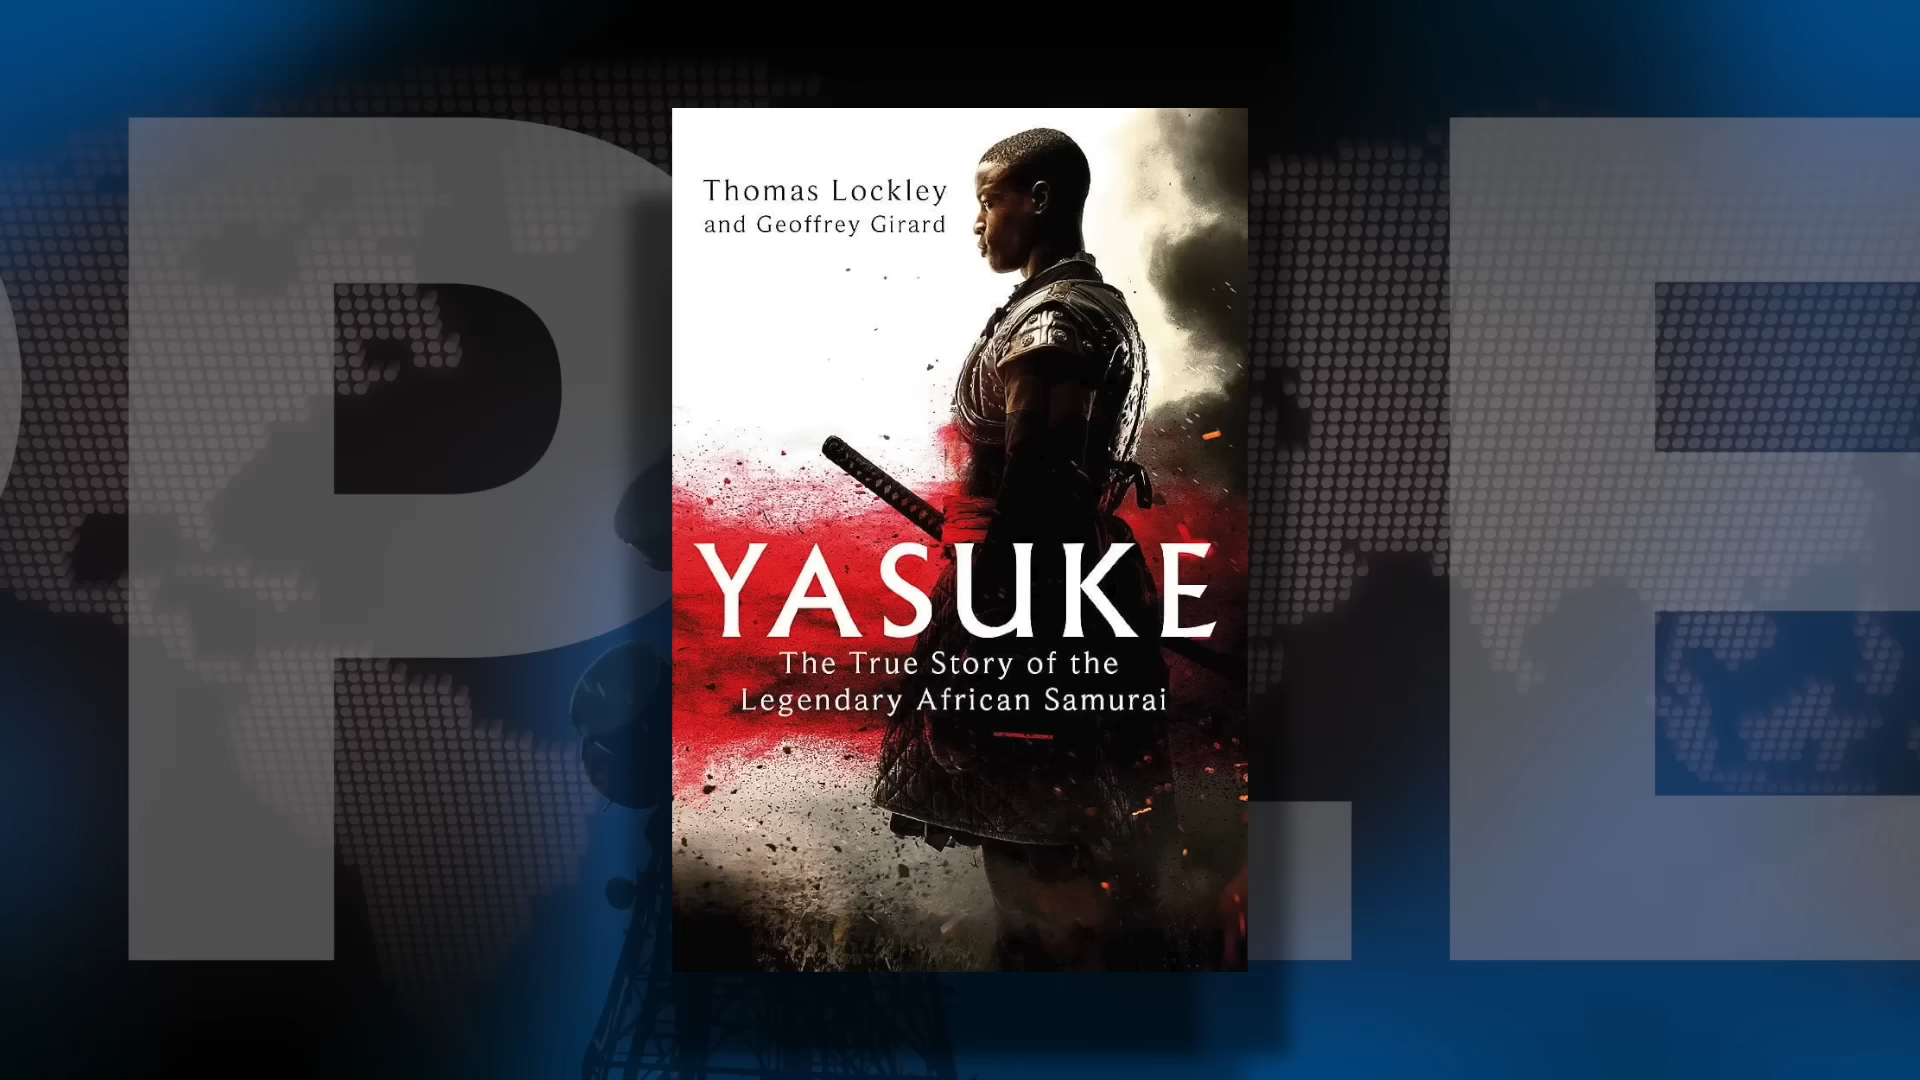 Thomas Lockley
and Geoffrey Girard
YASUKE
The True Story of the
Legendary African Samurai